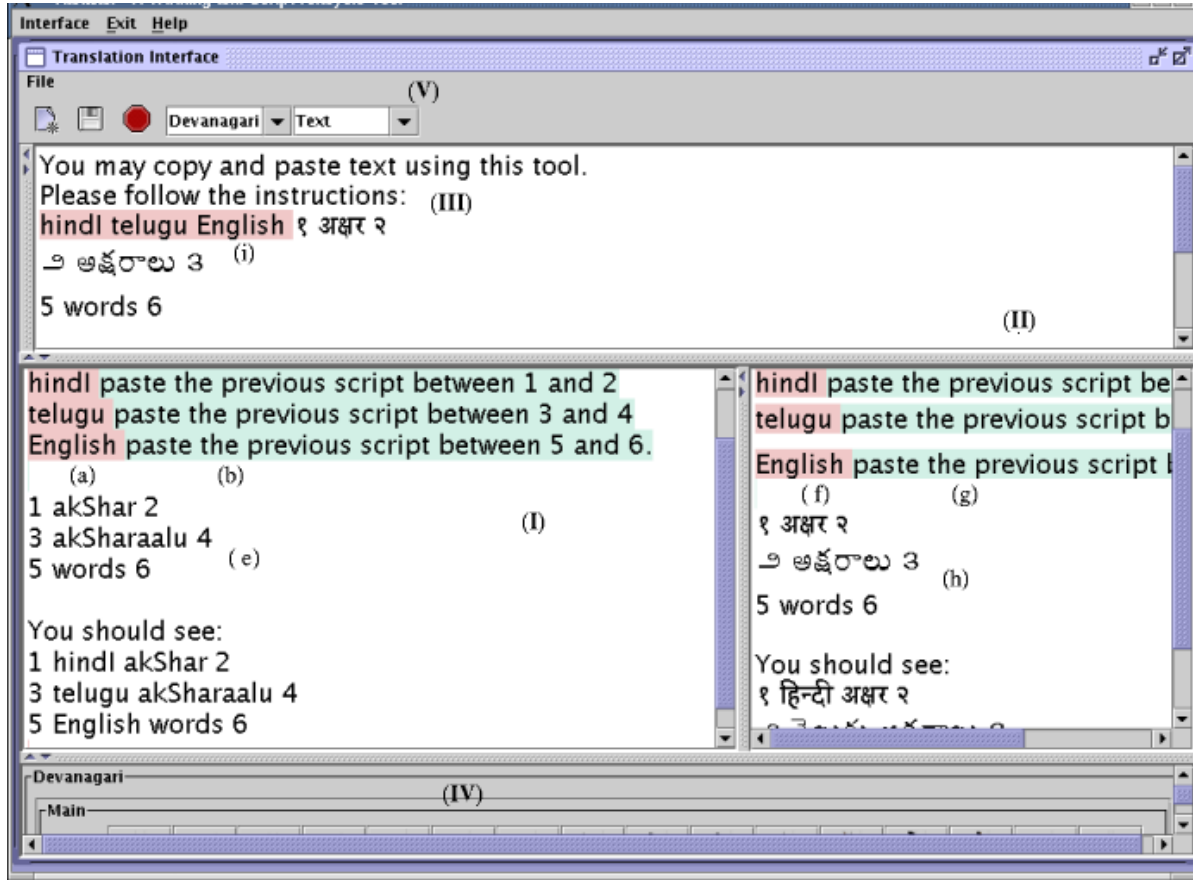 Interface Exit Help
Translation Interface
File
(V)
Devanagari Text
You may copy and paste text using this tool.
Please follow the instructions: (III)
hindI telugu English १ अक्षर २
(i)
౨ అక్షరాలు ౩
5 words 6
(II)
hindI paste the previous script between 1 and 2
telugu paste the previous script between 3 and 4
English paste the previous script between 5 and 6.
(a) (b)
1 akShar 2
(I)
3 akSharaalu 4
(e)
5 words 6
You should see:
1 hindI akShar 2
3 telugu akSharaalu 4
5 English words 6
hindI paste the previous script be
telugu paste the previous script b
English paste the previous script
(f) (g)
१ अक्षर २
౨ అక్షరాలు ౩
(h)
5 words 6
You should see:
१ हिन्दी अक्षर २
Devanagari
(IV)
Main